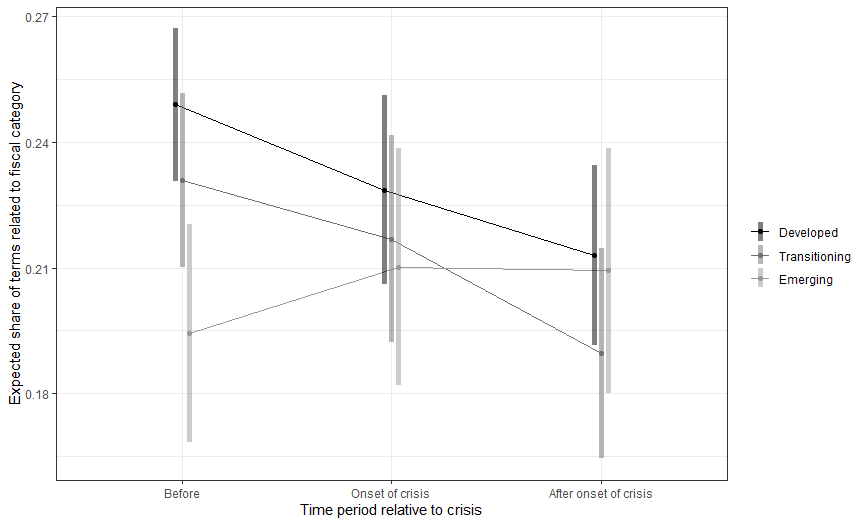 Expected share of terms related to fiscal category
0.27
0.24
0.21
0.18
Before
Onset of crisis
After onset of crisis
Time period relative to crisis
Developed
Transitioning
Emerging